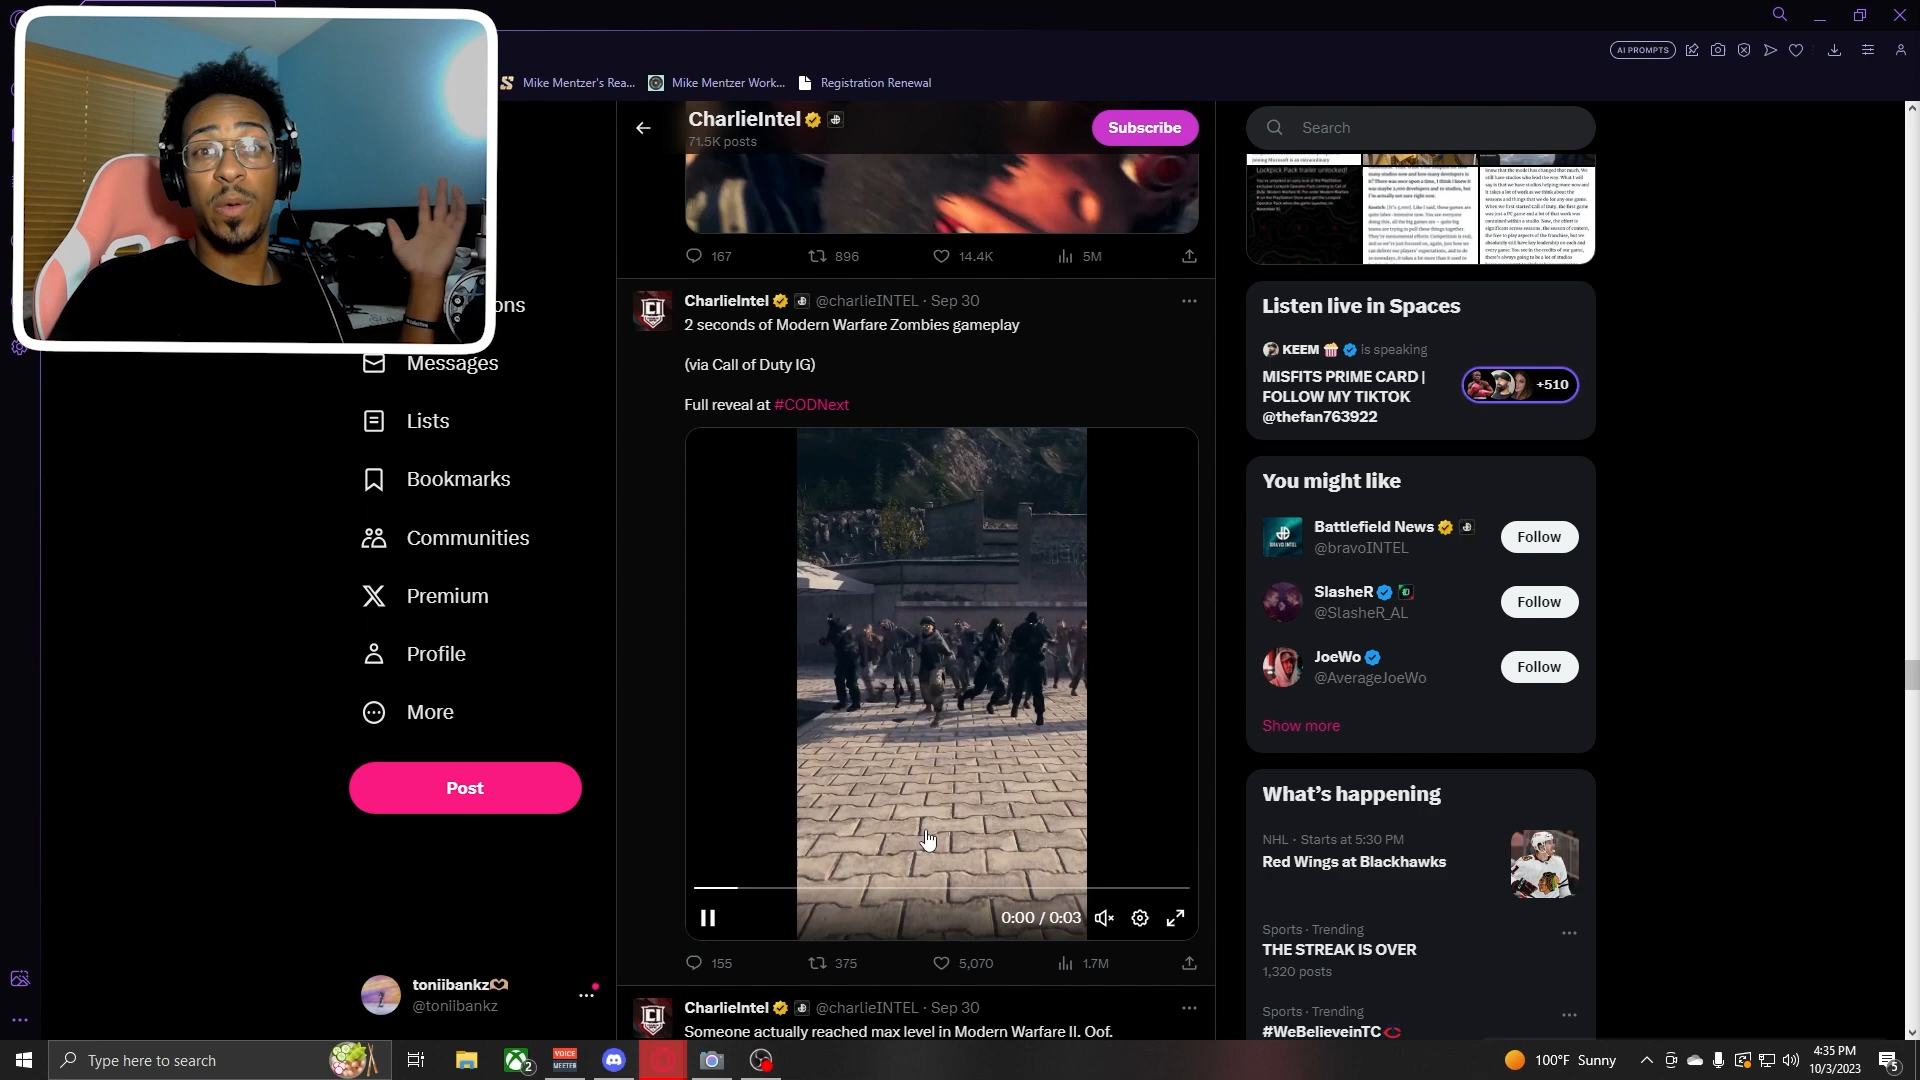 AI PROMPTS
Mike Mentzer's Rea...
Mike Mentzer Work...
Registration Renewal
CharlieIntel
71.5K posts
Subscribe
167
896
14.4K
5M
CharlieIntel @charlieINTEL · Sep 30
2 seconds of Modern Warfare Zombies gameplay
(via Call of Duty IG)
Full reveal at #CODNext
0:00 / 0:03
155
375
5,070
1.7M
CharlieIntel @charlieINTEL · Sep 30
Someone actually reached max level in Modern Warfare II. Oof.
ons
Messages
Lists
Bookmarks
Communities
Premium
Profile
More
Post
toniibankz
@toniibankz
Search
Listen live in Spaces
KEEM is speaking
MISFITS PRIME CARD |
FOLLOW MY TIKTOK
@thefan763922
+510
You might like
Battlefield News
@bravoINTEL
Follow
SlasheR
@SlasheR_AL
Follow
JoeWo
@AverageJoeWo
Follow
Show more
What's happening
NHL · Starts at 5:30 PM
Red Wings at Blackhawks
Sports · Trending
THE STREAK IS OVER
1,320 posts
Sports · Trending
#WeBelieveinTC
Type here to search
2
VOICE
MEETER
100°F Sunny
4:35 PM
10/3/2023
5